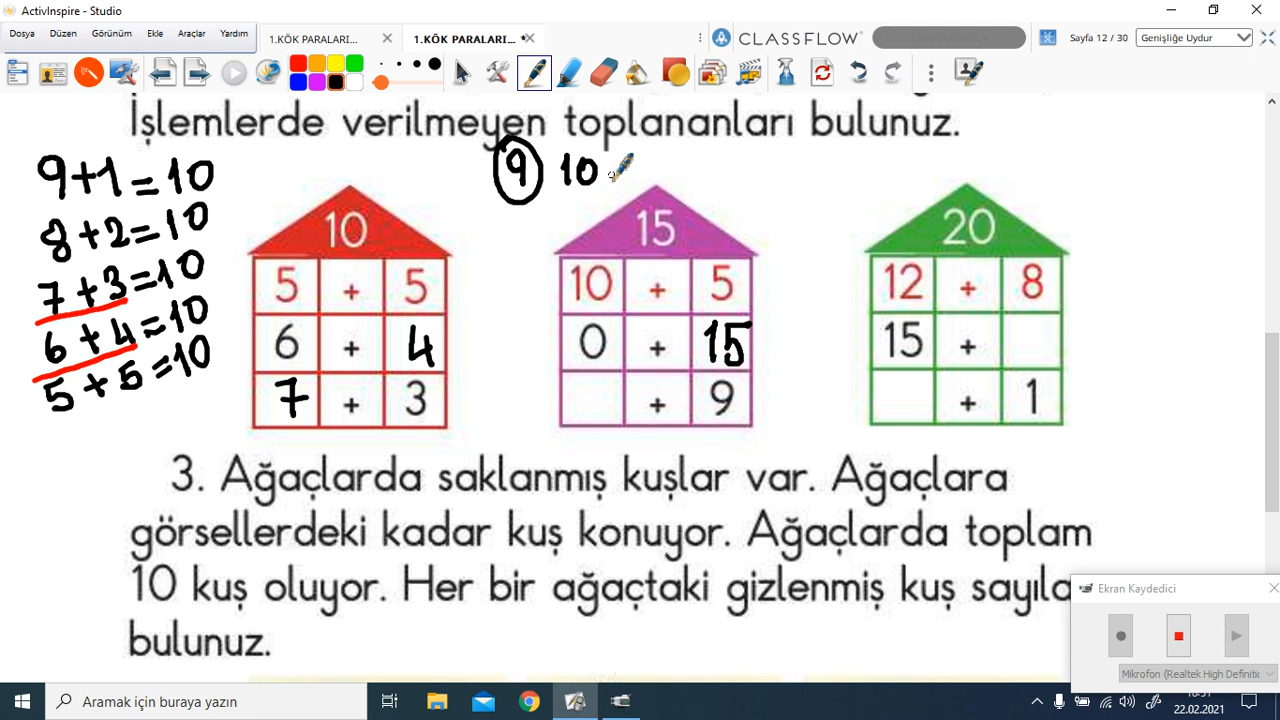 ActivInspire - Studio
Dosya Düzen Görünüm Ekle Araçlar Yardım
1.KÖK PARALARI... 1.KÖK PARALARI...
CLASSFLOW
Sayfa 12 / 30
Genişliğe Uydur
İşlemlerde verilmeyen toplananları bulunuz.
9+1=10
8+2=10
7+3=10
6+4=10
5+5=10
9 10
10
5 + 5
6 + 4
7 + 3
15
10 + 5
0 + 15
+ 9
20
12 + 8
15 +
+ 1
3. Ağaçlarda saklanmış kuşlar var. Ağaçlara
görsellerdeki kadar kuş konuyor. Ağaçlarda toplam
10 kuş oluyor. Her bir ağaçtaki gizlenmiş kuş sayıla
bulunuz.
Ekran Kaydedici
Mikrofon (Realtek High Definitic
Aramak için buraya yazın
22.02.2021